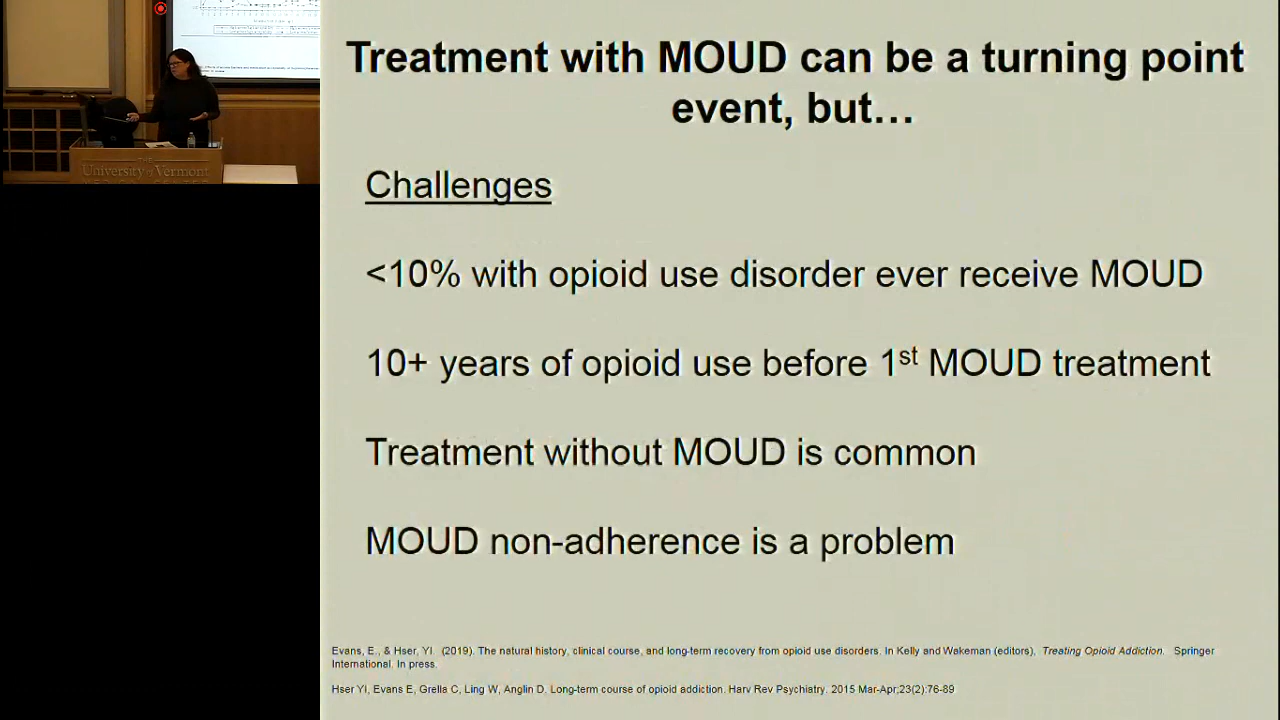 Treatment with MOUD can be a turning point
event, but…
Challenges
<10% with opioid use disorder ever receive MOUD
10+ years of opioid use before 1st MOUD treatment
Treatment without MOUD is common
MOUD non-adherence is a problem
Evans, E., & Hser, YI. (2019). The natural history, clinical course, and long-term recovery from opioid use disorders. In Kelly and Wakeman (editors), Treating Opioid Addiction. Springer
International. In press.
Hser YI, Evans E, Grella C, Ling W, Anglin D. Long-term course of opioid addiction. Harv Rev Psychiatry. 2015 Mar-Apr;23(2):76-89
THE
University of Vermont
MEDICAL CENTER